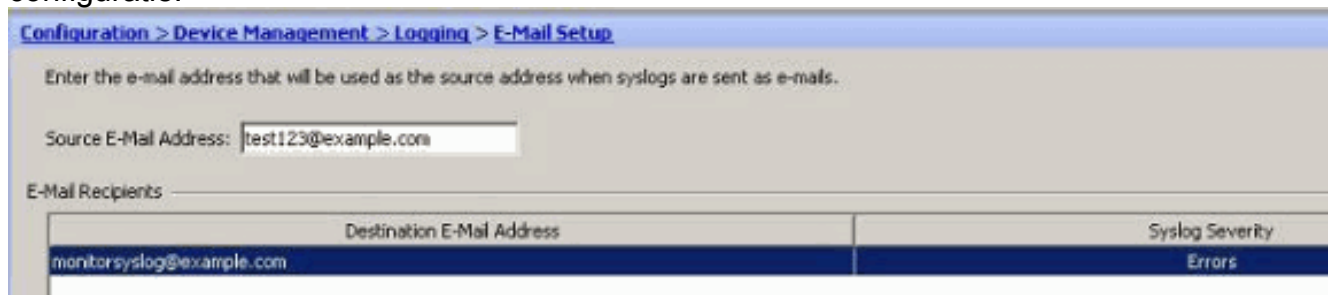 configuratio.
Configuration > Device Management > Logging > E-Mail Setup
Enter the e-mail address that will be used as the source address when syslogs are sent as e-mails.
Source E-Mail Address: test123@example.com
E-Mail Recipients
Destination E-Mail Address Syslog Severity
monitorsyslog@example.com Errors